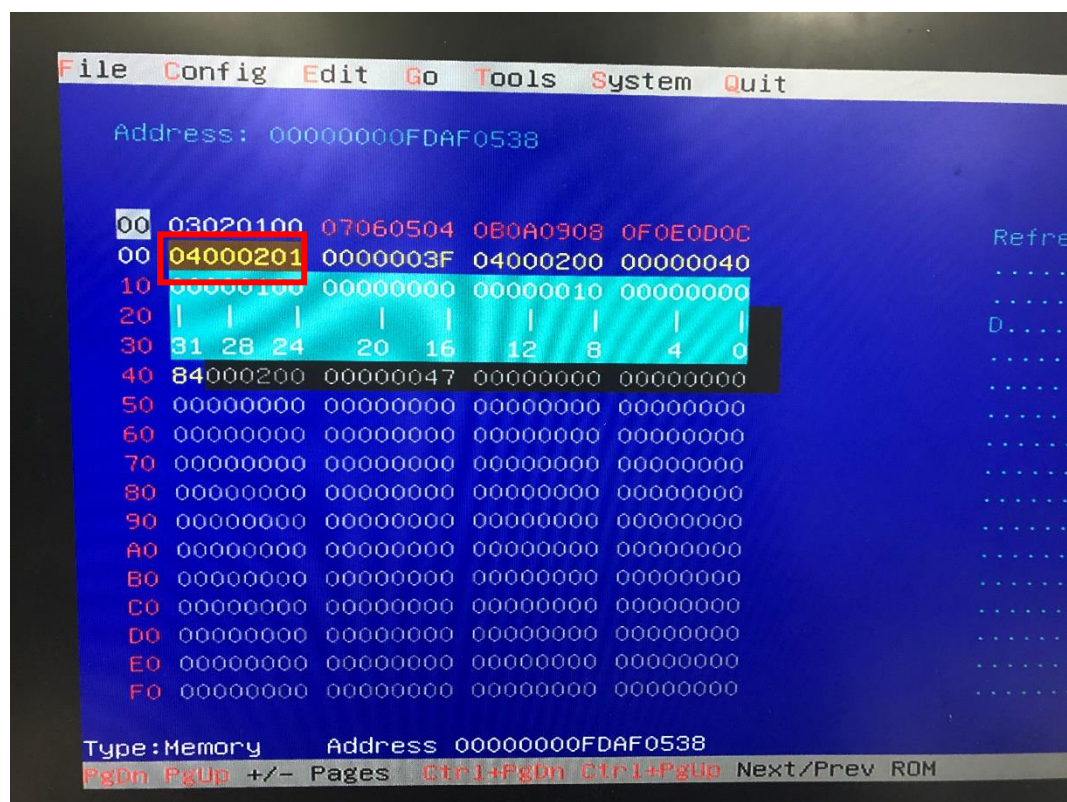 File Config Edit Go Tools System Quit
Address: 00000000FDAF0538
00 03020100 07060504 0B0A0908 0F0E0D0C
Refre
00 04000201 0000003F 04000200 00000040
.....
10 00000100 00000000 00000010 00000000
.....
20 | | | | | | | | |
D....
30 31 28 24 20 16 12 8 4 0
.....
40 84000200 00000047 00000000 00000000
.....
50 00000000 00000000 00000000 00000000
.....
60 00000000 00000000 00000000 00000000
.....
70 00000000 00000000 00000000 00000000
.....
80 00000000 00000000 00000000 00000000
.....
90 00000000 00000000 00000000 00000000
.....
A0 00000000 00000000 00000000 00000000
.....
B0 00000000 00000000 00000000 00000000
.....
C0 00000000 00000000 00000000 00000000
.....
D0 00000000 00000000 00000000 00000000
.....
E0 00000000 00000000 00000000 00000000
.....
F0 00000000 00000000 00000000 00000000
.....
Type:Memory Address 00000000FDAF0538
PgDn PgUp +/- Pages Ctrl+PgDn Ctrl+PgUp Next/Prev ROM